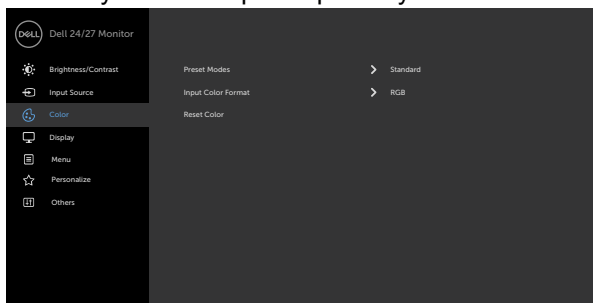 DELL Dell 24/27 Monitor
Brightness/Contrast Preset Modes Standard
Input Source Input Color Format RGB
Color Reset Color
Display
Menu
Personalize
Others